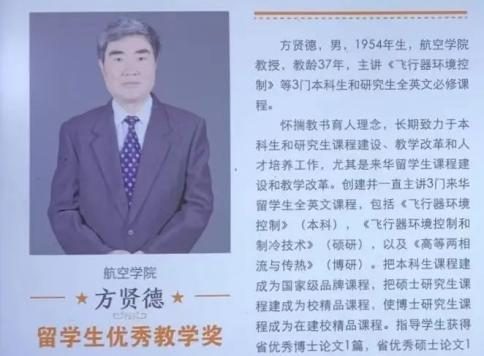 航空学院
方贤德
留学生优秀教学奖
方贤德，男，1954年生，航空学院
教授，教龄37年，主讲《飞行器环境控
制》等3门本科生和研究生全英文必修课
程。
怀揣教书育人理念，长期致力于本
科生和研究生课程建设、教学改革和人
才培养工作，尤其是来华留学生课程建
设和教学改革。创建并一直主讲3门来华
留学生全英文课程，包括《飞行器环境
控制》（本科），《飞行器环境控制和
制冷技术》（硕研），以及《高等两相
流与传热》（博研）。把本科生课程建
成为国家级品牌课程，把硕士研究生课
程建成为校精品课程，使博士研究生课
程成为在建校精品课程。指导学生获得
省优秀博士论文1篇，省优秀硕士论文1